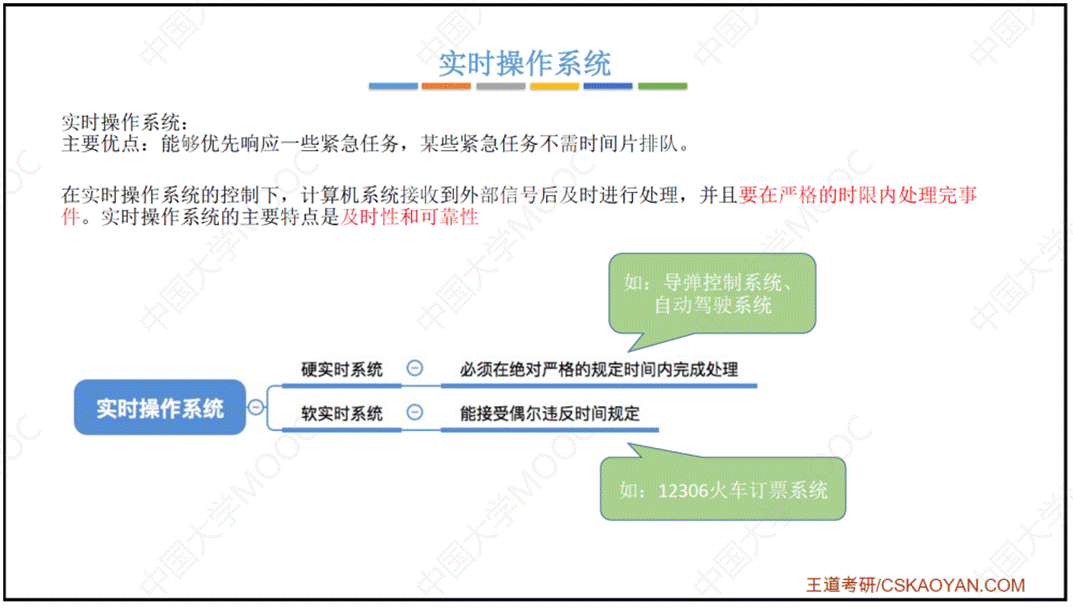 实时操作系统
实时操作系统：
主要优点：能够优先响应一些紧急任务，某些紧急任务不需时间片排队。
在实时操作系统的控制下，计算机系统接收到外部信号后及时进行处理，并且要在严格的时限内处理完事
件。实时操作系统的主要特点是及时性和可靠性
如：导弹控制系统、
自动驾驶系统
硬实时系统
必须在绝对严格的规定时间内完成处理
实时操作系统
软实时系统
能接受偶尔违反时间规定
如：12306火车订票系统
王道考研/CSKAOYAN.COM
中国大学MOOC